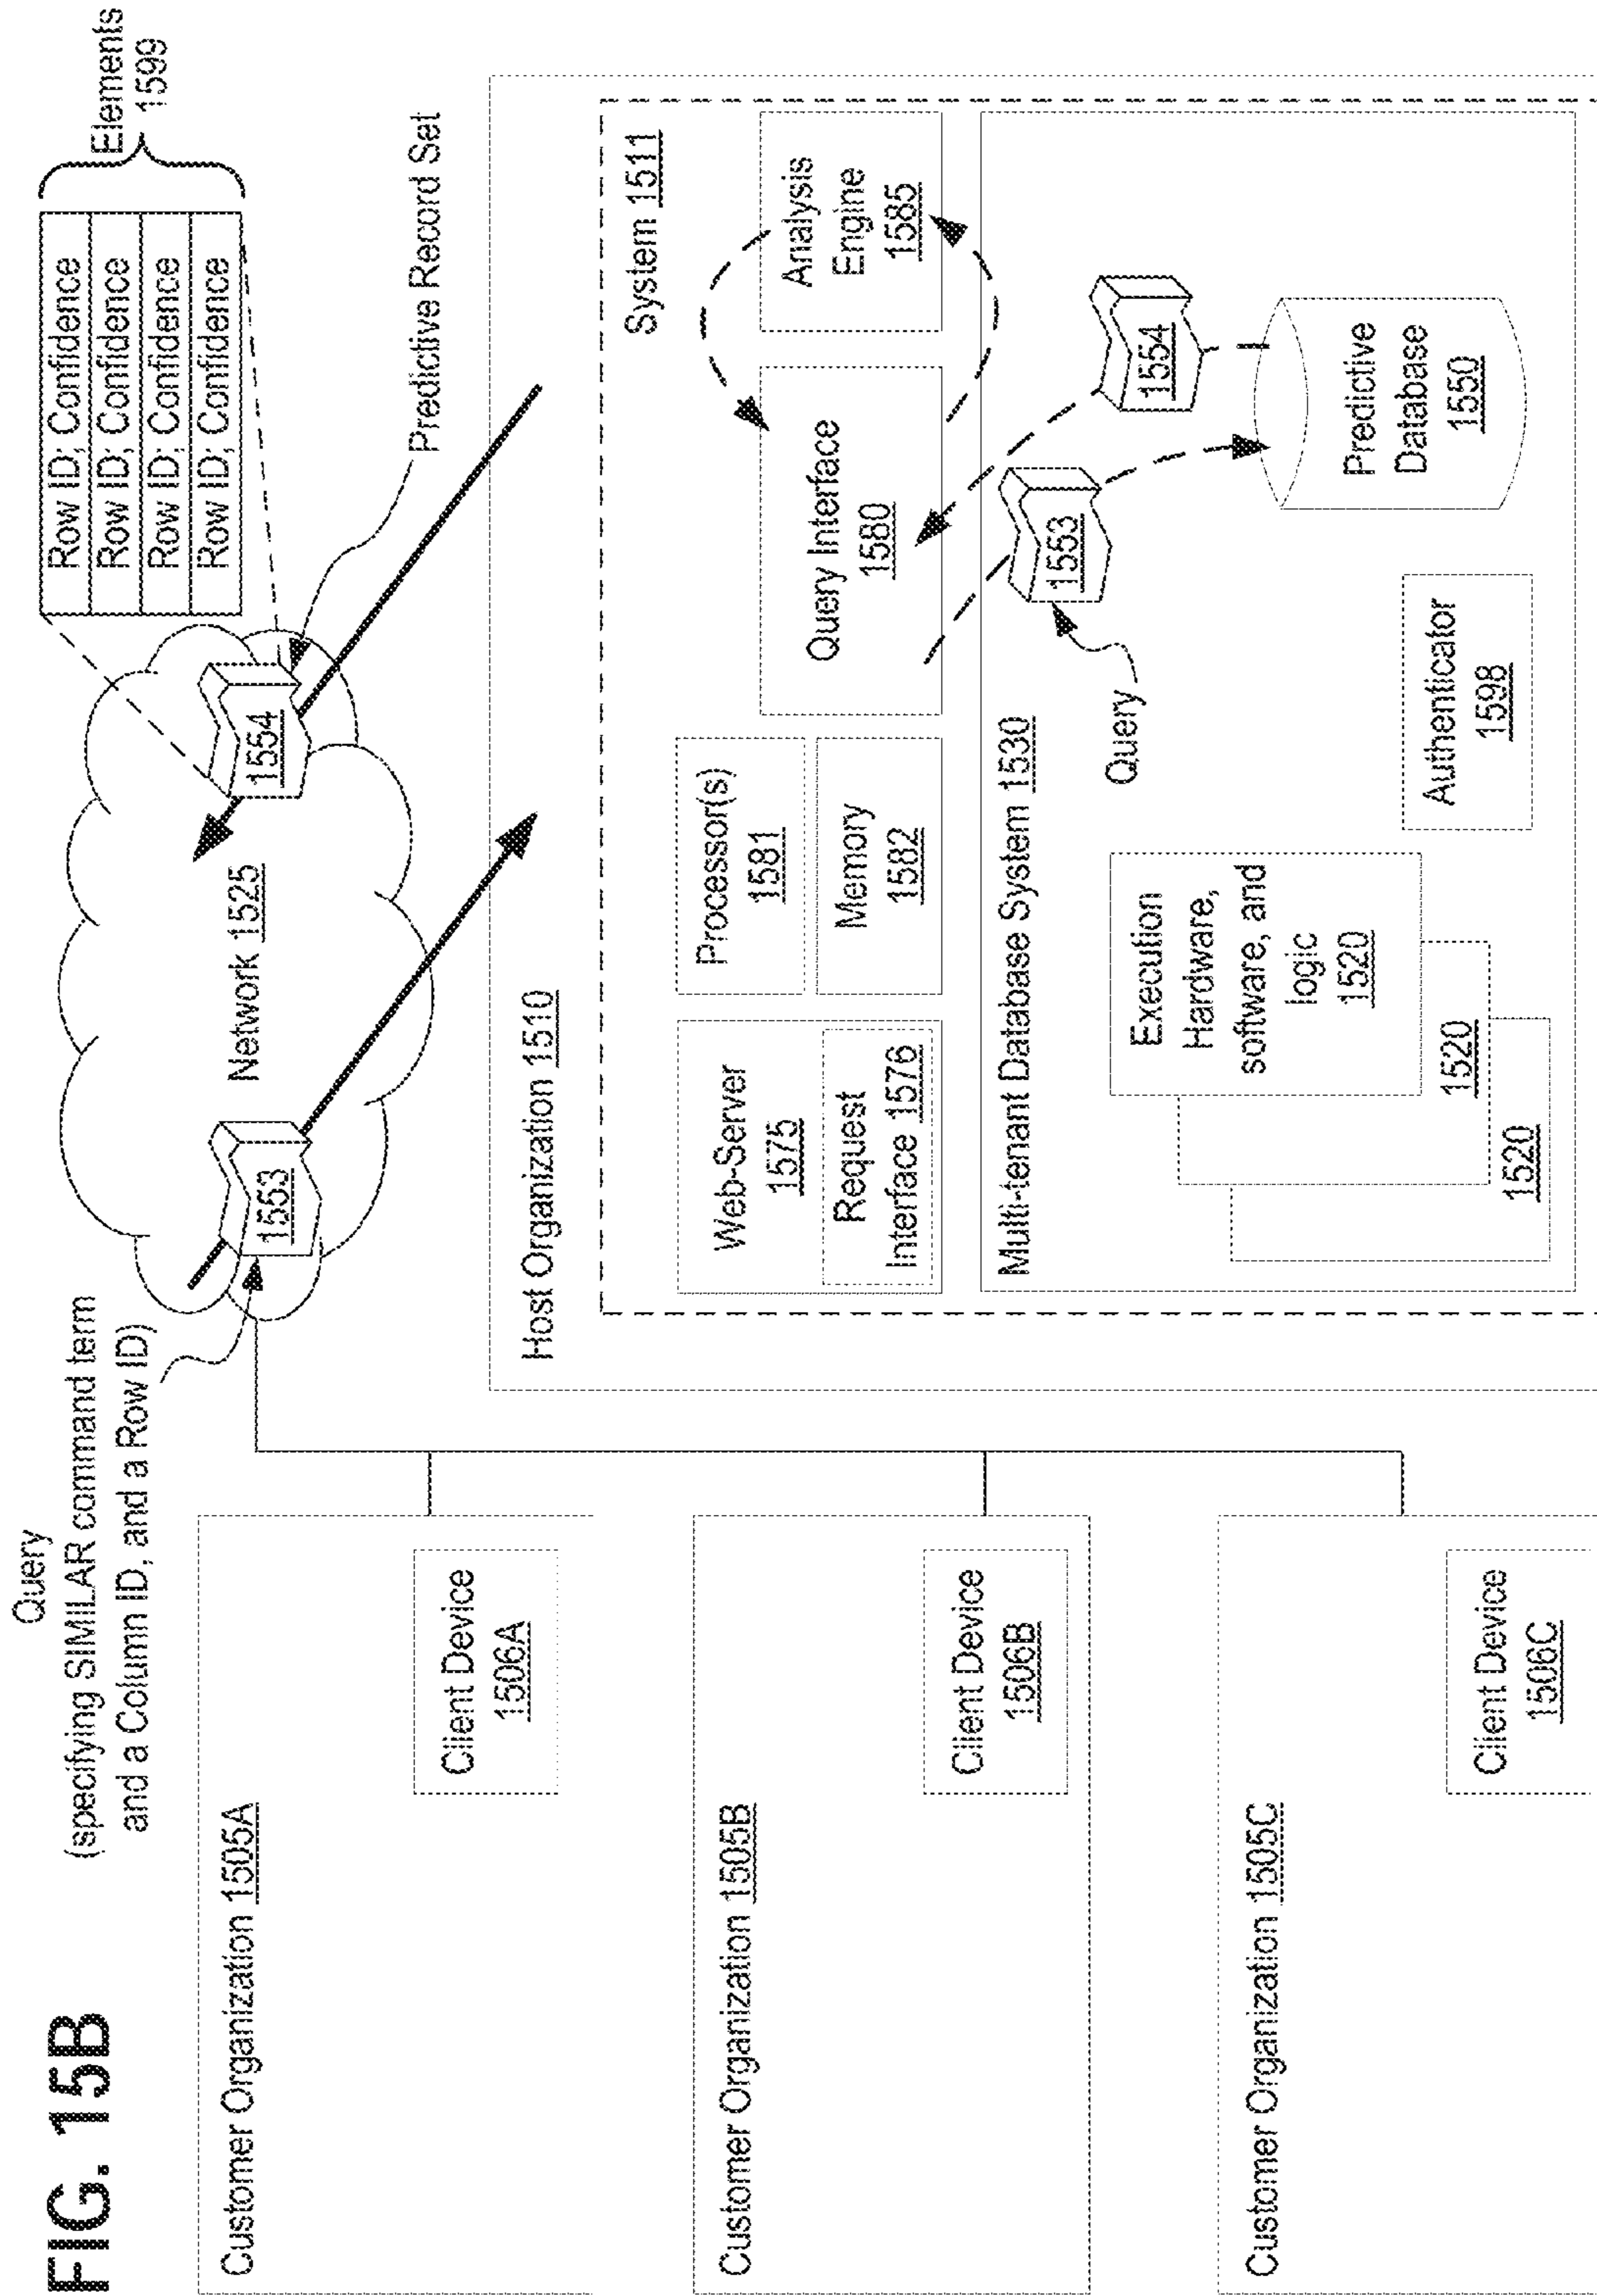 FIG. 15B
Query
(specifying SIMILAR command term
and a Column ID, and a Row ID)
Elements
1599
Row ID; Confidence
Row ID; Confidence
Row ID; Confidence
Row ID; Confidence
1553
Network 1525
1554
Predictive Record Set
Customer Organization 1505A
Client Device
1506A
Customer Organization 1505B
Client Device
1506B
Customer Organization 1505C
Client Device
1506C
Host Organization 1510
System 1511
Web-Server
1575
Request
Interface 1576
Processor(s)
1581
Memory
1582
Query Interface
1580
Analysis
Engine
1585
Multi-tenant Database System 1530
Query
1553
1554
Execution
Hardware,
software, and
logic
1520
1520
1520
Authenticator
1598
Predictive
Database
1550